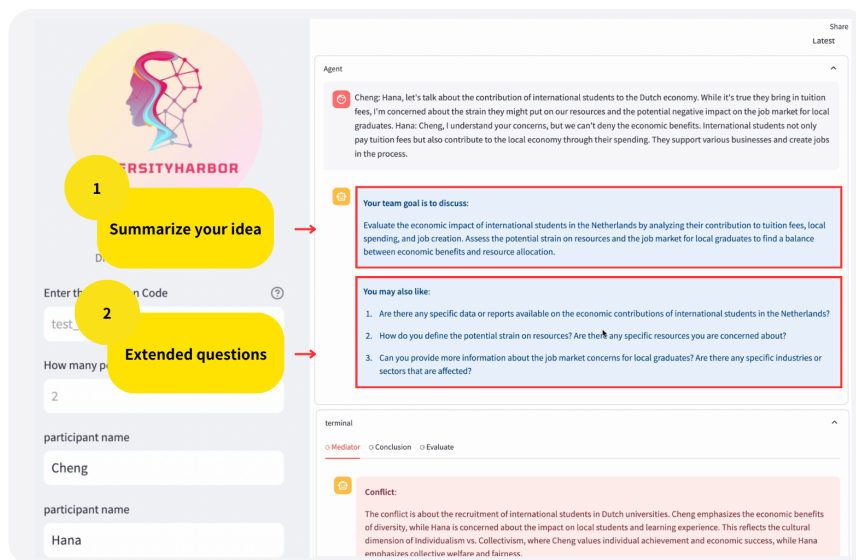 Share
Latest
ERSITYHARBOR
1
Summarize your idea
Enter th
n Code
test_
2
Extended questions
How many p
2
participant name
Cheng
participant name
Hana
Agent
Cheng: Hana, let's talk about the contribution of international students to the Dutch economy. While it's true they bring in tuition
fees, I'm concerned about the strain they might put on our resources and the potential negative impact on the job market for local
graduates. Hana: Cheng, I understand your concerns, but we can't deny the economic benefits. International students not only
pay tuition fees but also contribute to the local economy through their spending. They support various businesses and create jobs
in the process.
Your team goal is to discuss:
Evaluate the economic impact of international students in the Netherlands by analyzing their contribution to tuition fees, local
spending, and job creation. Assess the potential strain on resources and the job market for local graduates to find a balance
between economic benefits and resource allocation.
You may also like:
1. Are there any specific data or reports available on the economic contributions of international students in the Netherlands?
2. How do you define the potential strain on resources? Are there any specific resources you are concerned about?
3. Can you provide more information about the job market concerns for local graduates? Are there any specific industries or
sectors that are affected?
terminal
Mediator Conclusion Evaluate
Conflict:
The conflict is about the recruitment of international students in Dutch universities. Cheng emphasizes the economic benefits
of diversity, while Hana is concerned about the impact on local students and learning experience. This reflects the cultural
dimension of Individualism vs. Collectivism, where Cheng values individual achievement and economic success, while Hana
emphasizes collective welfare and fairness.